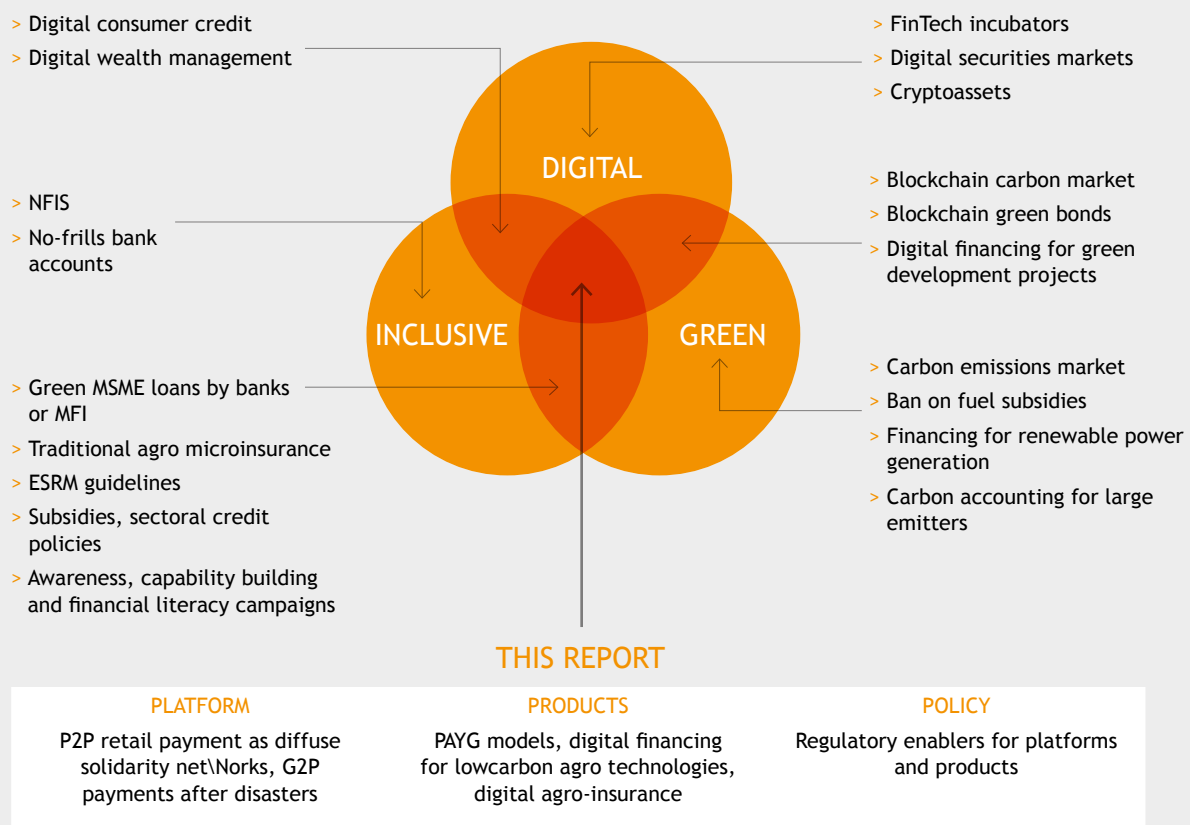 > Digital consumer credit
> Digital wealth management
> FinTech incubators
> Digital securities markets
> Cryptoassets
DIGITAL
> NFIS
> No-frills bank
accounts
> Blockchain carbon market
> Blockchain green bonds
> Digital financing for green
development projects
INCLUSIVE
GREEN
> Green MSME loans by banks
or MFI
> Traditional agro microinsurance
> ESRM guidelines
> Subsidies, sectoral credit
policies
> Awareness, capability building
and financial literacy campaigns
> Carbon emissions market
> Ban on fuel subsidies
> Financing for renewable power
generation
> Carbon accounting for large
emitters
THIS REPORT
PLATFORM
P2P retail payment as diffuse
solidarity net\Norks, G2P
payments after disasters
PRODUCTS
PAYG models, digital financing
for lowcarbon agro technologies,
digital agro-insurance
POLICY
Regulatory enablers for platforms
and products